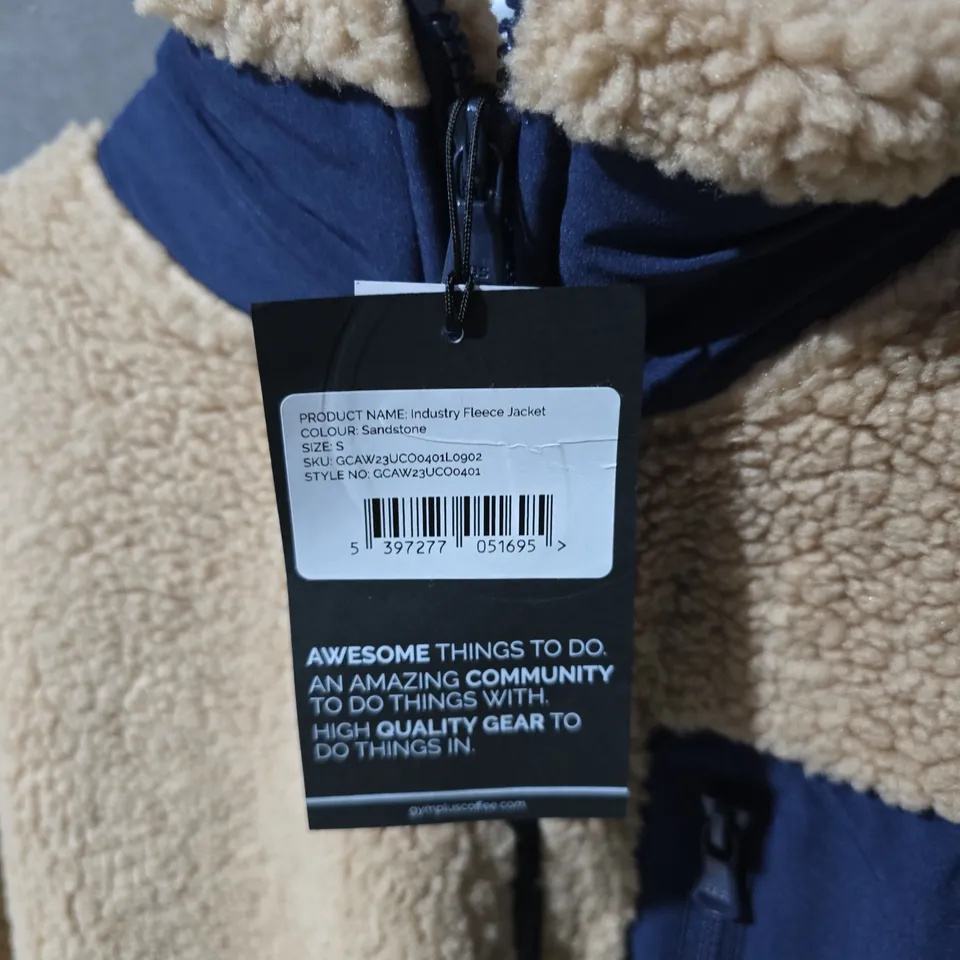 PRODUCT NAME: Industry Fleece Jacket
COLOUR: Sandstone
SIZE: S
SKU: GCAW23UCO0401L0902
STYLE NO: GCAW23UCO0401
5 397277 051695 >
AWESOME THINGS TO DO.
AN AMAZING COMMUNITY
TO DO THINGS WITH.
HIGH QUALITY GEAR TO
DO THINGS IN.
gympluscoffee.com